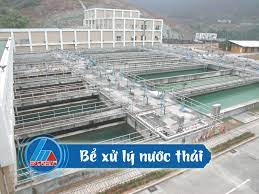 Bể xử lý nước thải